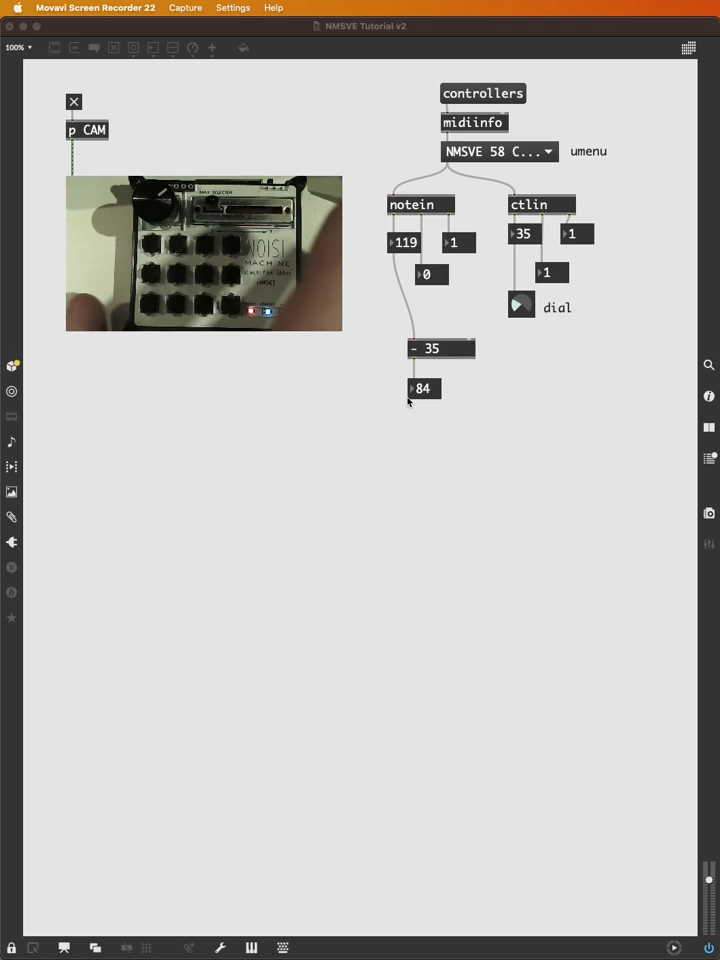 Movavi Screen Recorder 22 Capture Settings Help
NMSVE Tutorial v2
100%
p CAM
controllers
midiinfo
NMSVE 58 C... umenu
notein
ctlin
119
1
0
35
1
1
dial
- 35
84
NOISE
MACHINE